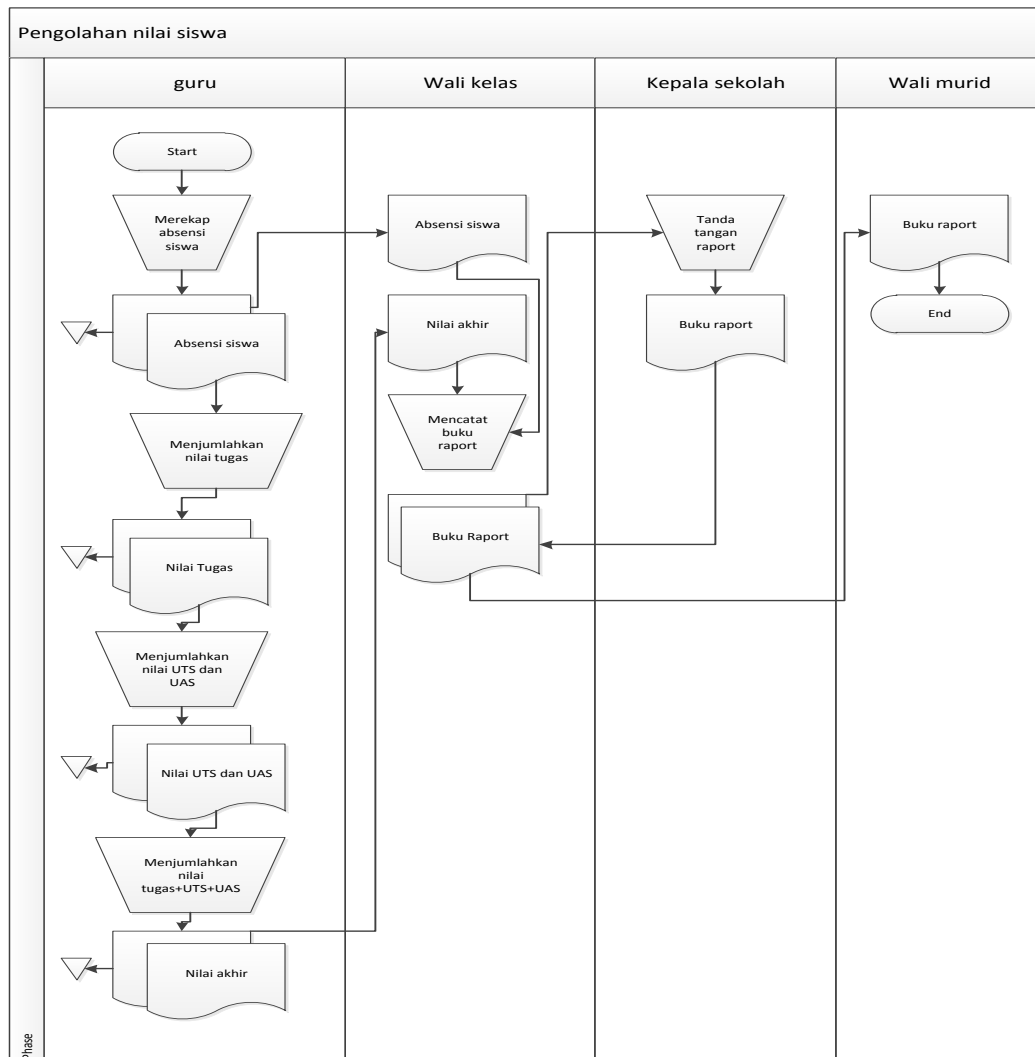 Pengolahan nilai siswa
guru
Wali kelas
Kepala sekolah
Wali murid
Start
Merekap
absensi
siswa
Absensi siswa
Menjumlahkan
nilai tugas
Nilai Tugas
Menjumlahkan
nilai UTS dan
UAS
Nilai UTS dan UAS
Menjumlahkan
nilai
tugas+UTS+UAS
Nilai akhir
Absensi siswa
Nilai akhir
Mencatat
buku
raport
Buku Raport
Tanda
tangan
raport
Buku raport
Buku raport
End
Phase